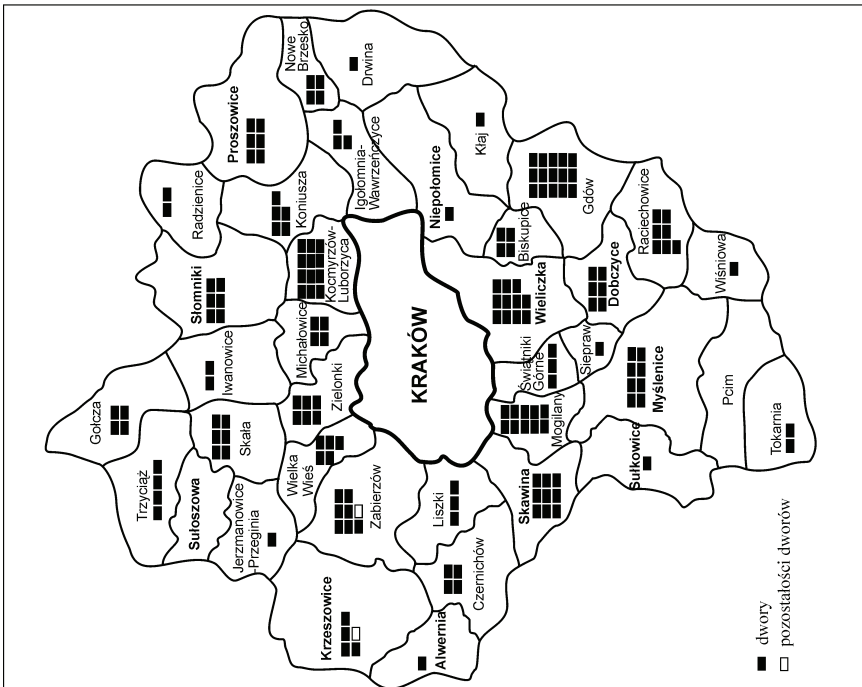 Nowe
Brzesko
Drwina
Proszowice
Igołomnia-
Wawrzeńczyce
Kłaj
Radzienice
Koniusza
Niepołomice
Gdów
Słomniki
Kocmyrzów-
Luborzyca
Biskupice
Raciechowice
Michałowice
Wieliczka
Dobczyce
Wiśniowa
Iwanowice
KRAKÓW
Świątniki
Górne
Siepraw
Gołcza
Skała
Zielonki
Mogilany
Myślenice
Pcim
Trzyciąż
Wielka
Wieś
Tokarnia
Sułoszowa
Zabierzów
Liszki
Skawina
Sułkowice
Jerzmanowice
-Przeginia
Czernichów
Krzeszowice
Alwernia
dwory
pozostałości dworów